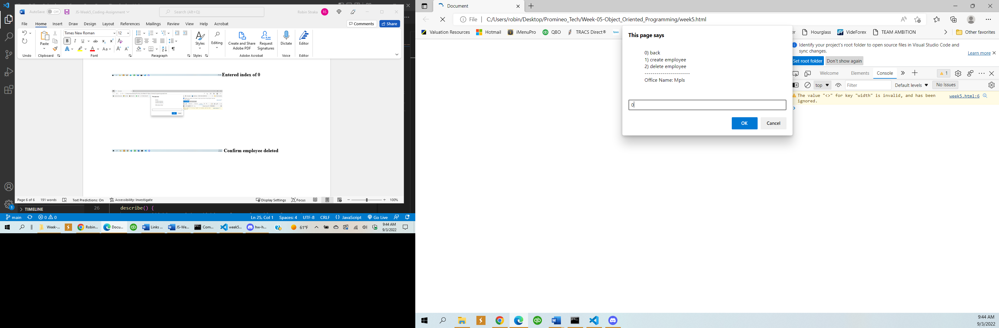 AutoSave Off JS-Week5_Coding-Assignment Search (Alt+Q) Robin Straka RS
File Home Insert Draw Design Layout References Mailings Review View Help Acrobat Comments Share
Times New Roman 12
Paste Styles Editing Create and Share Adobe PDF Request Signatures Dictate Editor
B I U ab x₂ x² A
A A Aa A A
Undo Clipboard Font Paragraph Styles Adobe Acrobat Voice Editor
Entered index of 0
Confirm employee deleted
Page 6 of 6 191 words Text Predictions: On Accessibility: Investigate Display Settings Focus 100%
TIMELINE 26 describe() {
main 0 0 Ln 25, Col 1 Spaces: 4 UTF-8 CRLF {} JavaScript Go Live
Week-... Robin... Docu... qb Links ... JS-We... Com... week5... hw-h... 61°F 9:44 AM
9/3/2022
Document
File C:/Users/robin/Desktop/Promineo_Tech/Week-05-Object_Oriented_Programming/week5.html
Valuation Resources Hotmail iMenuPro QBO TRACS Direct® Sysco er Hourglass VideForex TEAM AMBITION Other favorites
This page says
0) back
1) create employee
2) delete employee
-----------------------
Office Name: Mpls
0
OK Cancel
Identify your project's root folder to open source files in Visual Studio Code and
sync changes. Learn more
Set root folder Don't show again
Welcome Elements Console 1
top Filter Default levels No Issues
The value "<>" for key "width" is invalid, and has been week5.html:6
ignored.
9:44 AM
9/3/2022